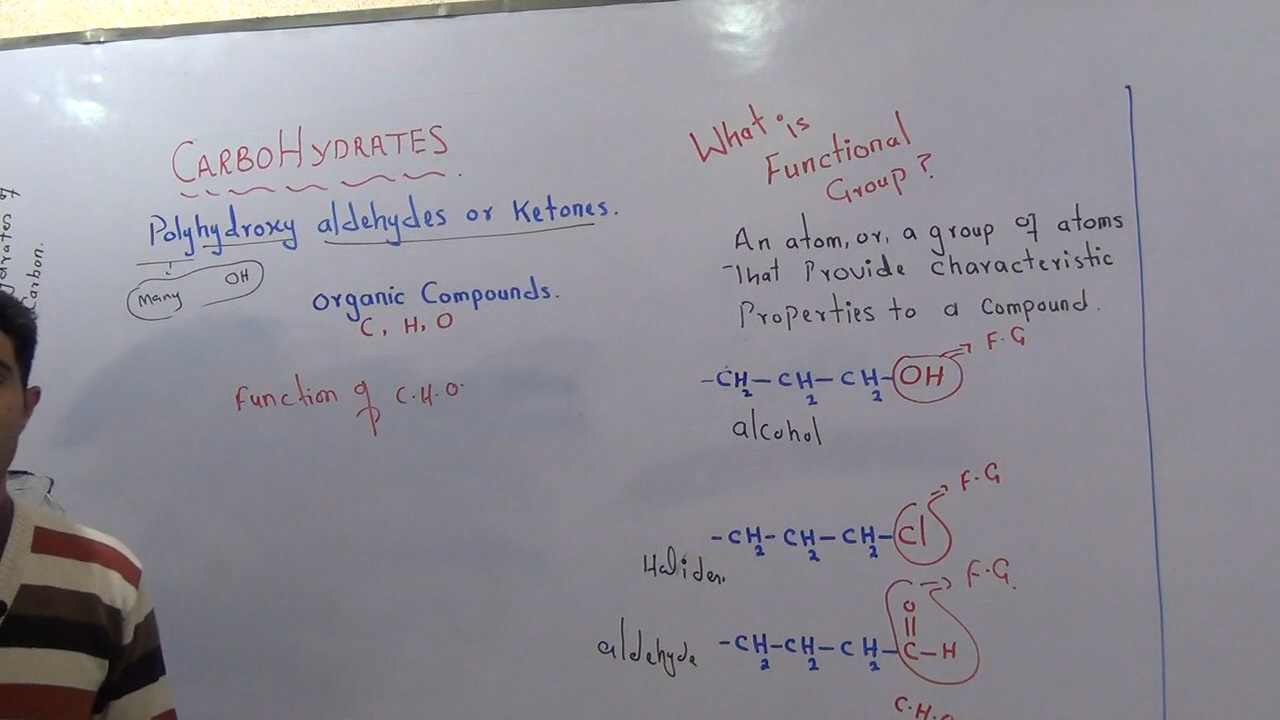 CARBOHYDRATES
Polyhydroxy aldehydes or Ketones.
Many OH
organic Compounds.
C, H, O
Function of C.H.O.
Carbon.
What is
Functional
Group?
An atom, or, a group of atoms
That Provide characteristic
Properties to a Compound.
-CH2-CH2-CH2-OH F.G
alcohol
-CH2-CH2-CH2-Cl F.G
Halides.
O F.G.
||
aldehyde -CH2-CH2-CH2-C-H